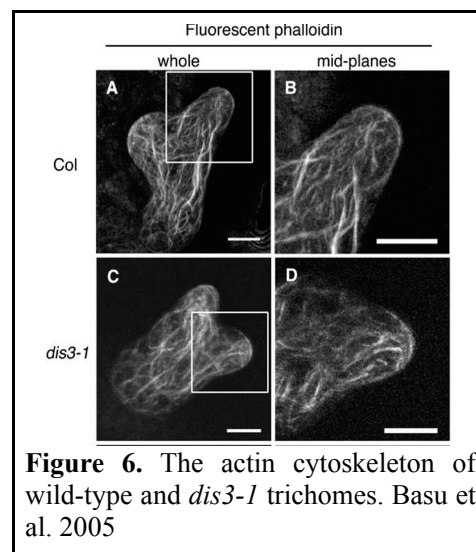 Fluorescent phalloidin
whole mid-planes
A B
Col
C D
dis3-1
Figure 6. The actin cytoskeleton of
wild-type and dis3-1 trichomes. Basu et
al. 2005